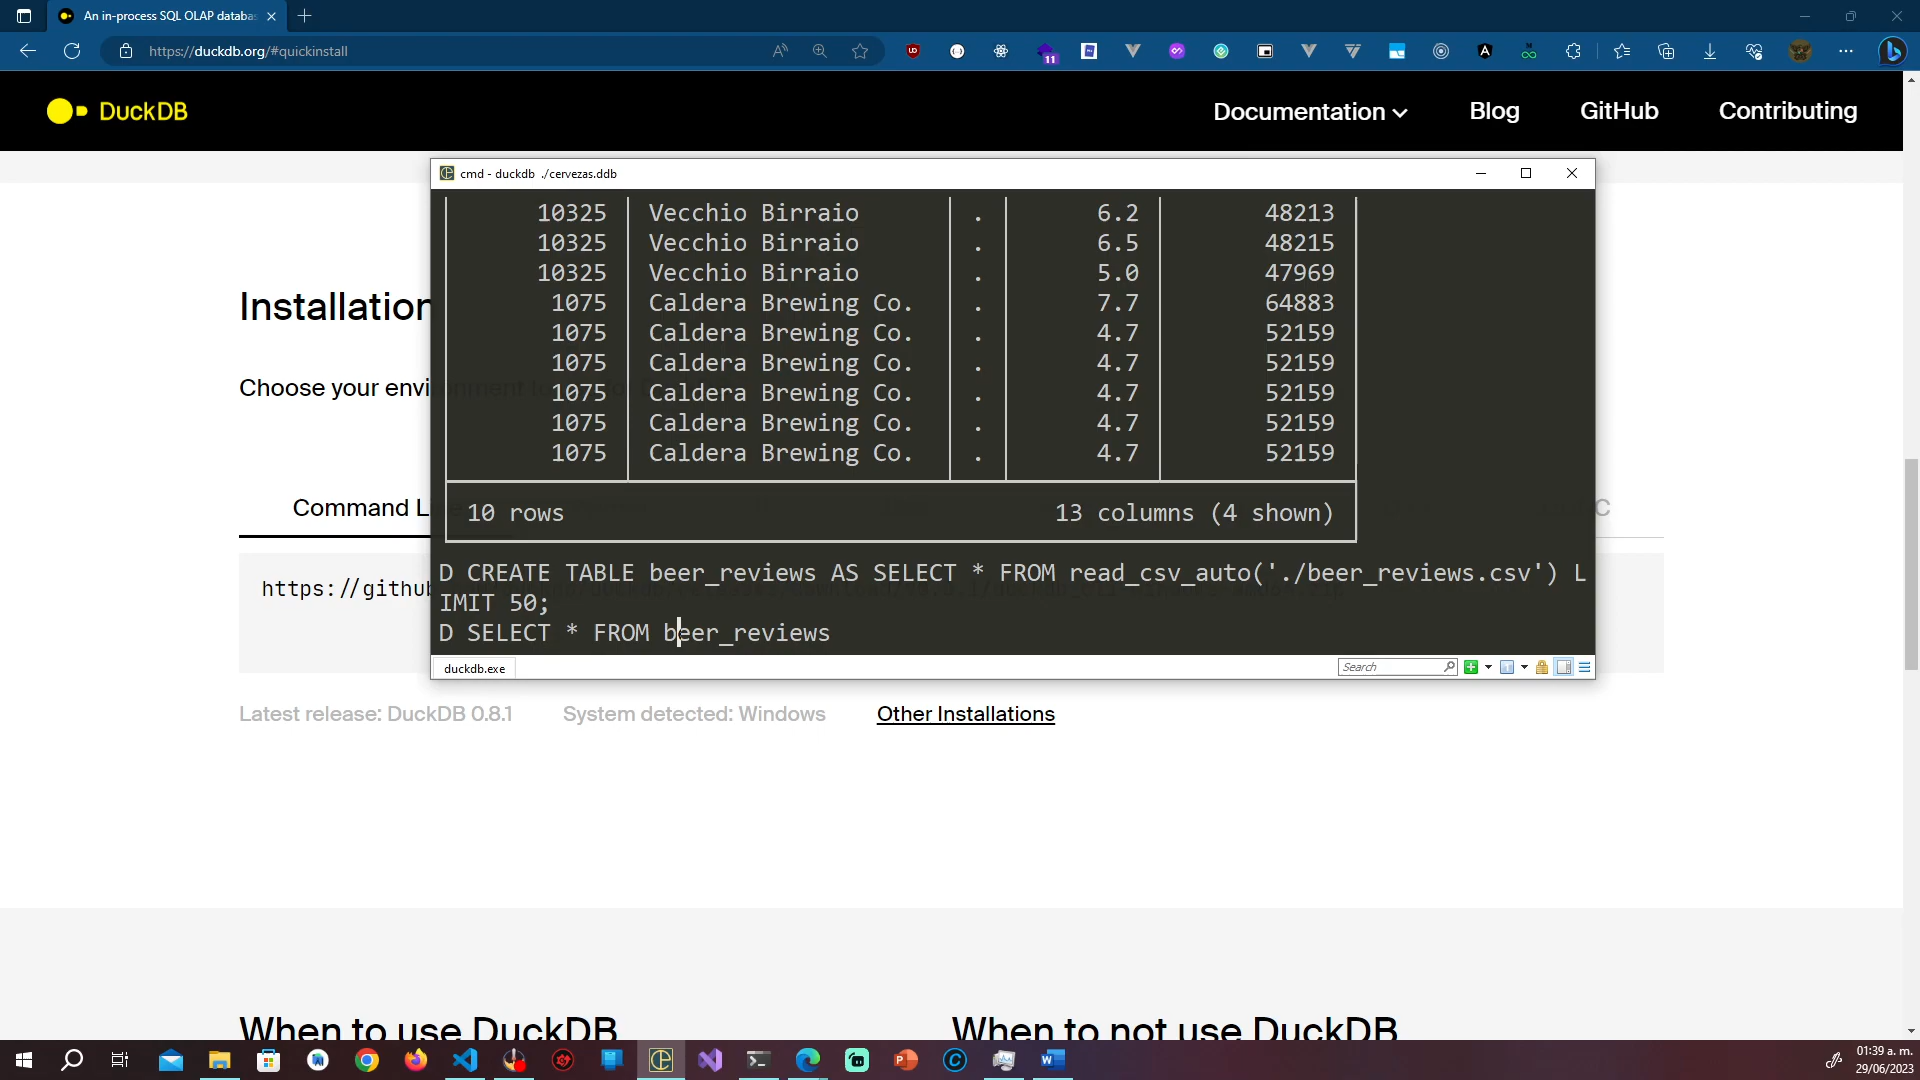 An in-process SQL OLAP databas
https://duckdb.org/#quickinstall
11
DuckDB
Documentation
Blog
GitHub
Contributing
cmd - duckdb ./cervezas.ddb
10325 Vecchio Birraio . 6.2 48213
10325 Vecchio Birraio . 6.5 48215
10325 Vecchio Birraio . 5.0 47969
1075 Caldera Brewing Co. . 7.7 64883
1075 Caldera Brewing Co. . 4.7 52159
1075 Caldera Brewing Co. . 4.7 52159
1075 Caldera Brewing Co. . 4.7 52159
1075 Caldera Brewing Co. . 4.7 52159
1075 Caldera Brewing Co. . 4.7 52159
10 rows 13 columns (4 shown)
D CREATE TABLE beer_reviews AS SELECT * FROM read_csv_auto('./beer_reviews.csv') L
IMIT 50;
D SELECT * FROM beer_reviews
duckdb.exe
Search
Installation
Choose your envi
Command Li
https://github
Latest release: DuckDB 0.8.1
System detected: Windows
Other Installations
When to use DuckDB
When to not use DuckDB
01:39 a. m.
29/06/2023